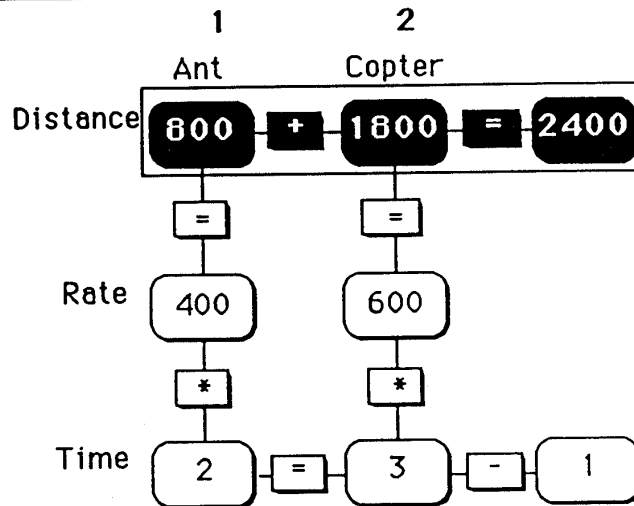 1 2
Ant Copter
Distance 800 + 1800 = 2400
= =
Rate 400 600
* *
Time 2 = 3 - 1